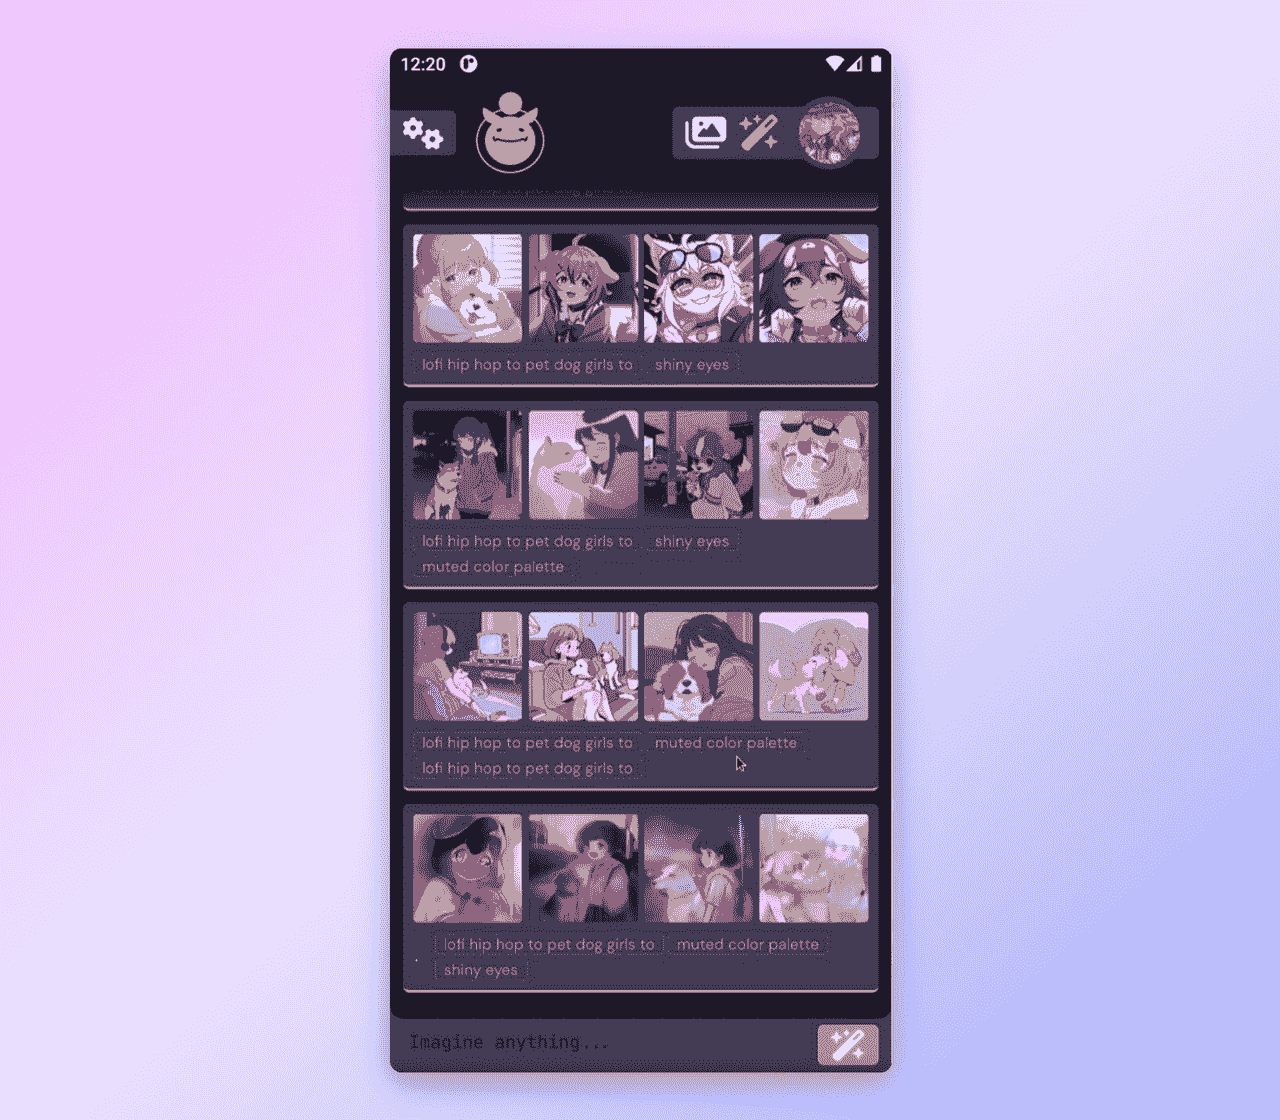 12:20
lofi hip hop to pet dog girls to shiny eyes
lofi hip hop to pet dog girls to shiny eyes
muted color palette
lofi hip hop to pet dog girls to muted color palette
lofi hip hop to pet dog girls to
lofi hip hop to pet dog girls to muted color palette
shiny eyes
Imagine anything...